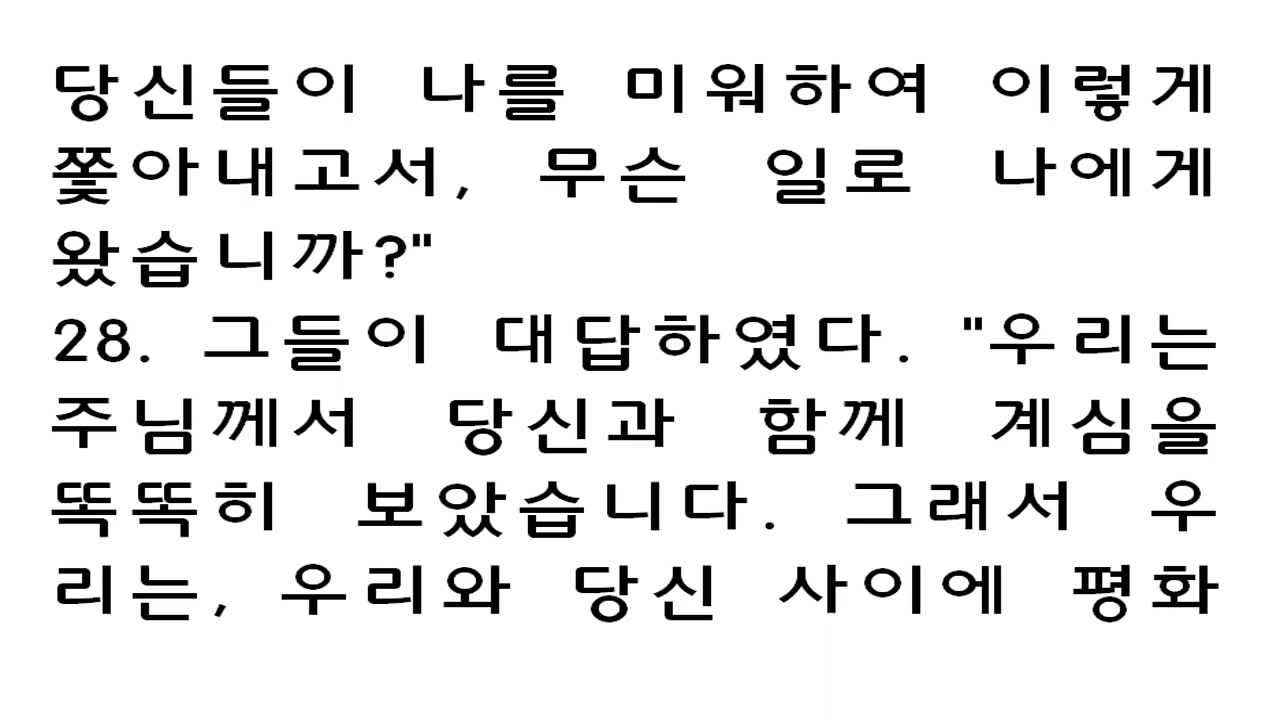 당신들이 나를 미워하여 이렇게
쫓아내고서, 무슨 일로 나에게
왔습니까?"
28. 그들이 대답하였다. "우리는
주님께서 당신과 함께 계심을
똑똑히 보았습니다. 그래서 우
리는, 우리와 당신 사이에 평화